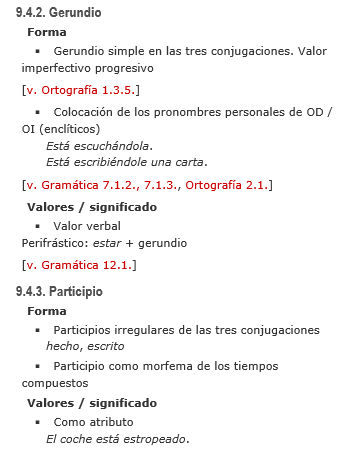 9.4.2. Gerundio
Forma
▪ Gerundio simple en las tres conjugaciones. Valor
imperfectivo progresivo
[v. Ortografía 1.3.5.]
▪ Colocación de los pronombres personales de OD /
OI (enclíticos)
Está escuchándola.
Está escribiéndole una carta.
[v. Gramática 7.1.2., 7.1.3., Ortografía 2.1.]
Valores / significado
▪ Valor verbal
Perifrástico: estar + gerundio
[v. Gramática 12.1.]
9.4.3. Participio
Forma
▪ Participios irregulares de las tres conjugaciones
hecho, escrito
▪ Participio como morfema de los tiempos
compuestos
Valores / significado
▪ Como atributo
El coche está estropeado.